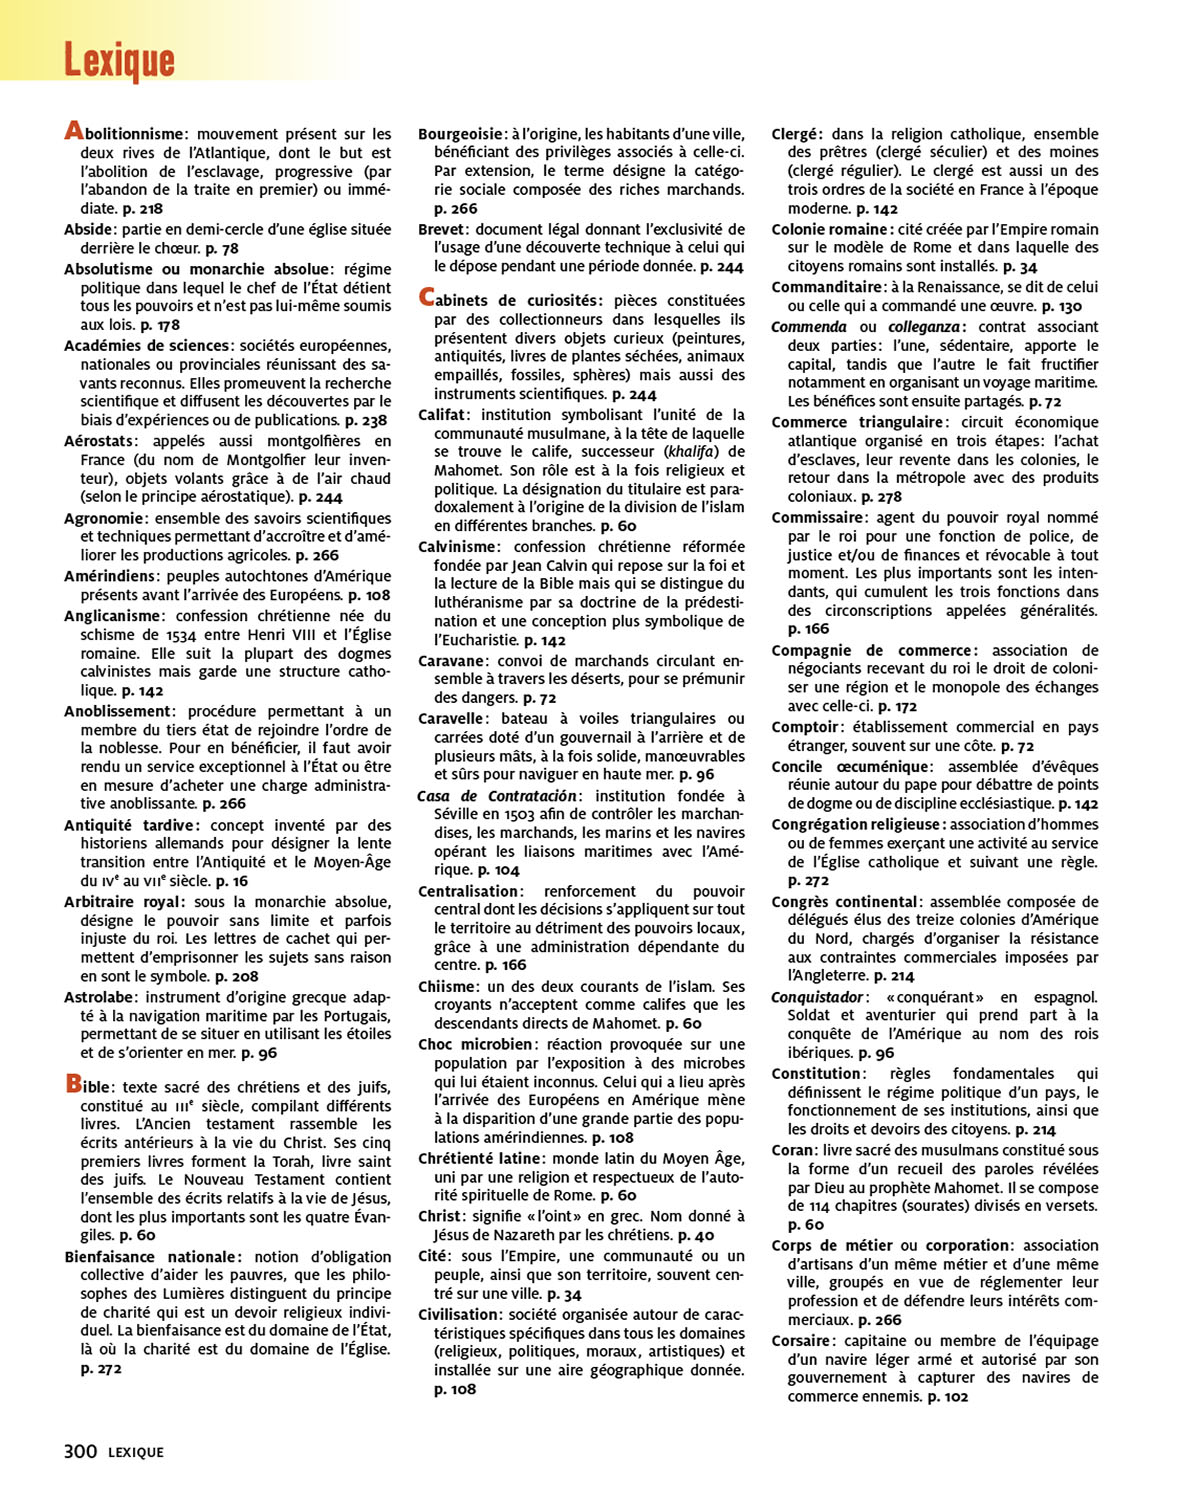 Lexique
Abolitionnisme : mouvement présent sur les
deux rives de l'Atlantique, dont le but est
l'abolition de l'esclavage, progressive (par
l'abandon de la traite en premier) ou immé-
diate. p. 218
Abside : partie en demi-cercle d'une église située
derrière le chœur. p. 78
Absolutisme ou monarchie absolue : régime
politique dans lequel le chef de l'État détient
tous les pouvoirs et n'est pas lui-même soumis
aux lois. p. 178
Académies de sciences : sociétés européennes,
nationales ou provinciales réunissant des sa-
vants reconnus. Elles promeuvent la recherche
scientifique et diffusent les découvertes par le
biais d'expériences ou de publications. p. 238
Aérostats : appelés aussi montgolfières en
France (du nom de Montgolfier leur inven-
teur), objets volants grâce à de l'air chaud
(selon le principe aérostatique). p. 244
Agronomie : ensemble des savoirs scientifiques
et techniques permettant d'accroître et d'amé-
liorer les productions agricoles. p. 266
Amérindiens : peuples autochtones d'Amérique
présents avant l'arrivée des Européens. p. 108
Anglicanisme : confession chrétienne née du
schisme de 1534 entre Henri VIII et l'Église
romaine. Elle suit la plupart des dogmes
calvinistes mais garde une structure catho-
lique. p. 142
Anoblissement : procédure permettant à un
membre du tiers état de rejoindre l'ordre de
la noblesse. Pour en bénéficier, il faut avoir
rendu un service exceptionnel à l'État ou être
en mesure d'acheter une charge administra-
tive anoblissante. p. 266
Antiquité tardive : concept inventé par des
historiens allemands pour désigner la lente
transition entre l'Antiquité et le Moyen-Âge
du IVe au VIIe siècle. p. 16
Arbitraire royal : sous la monarchie absolue,
désigne le pouvoir sans limite et parfois
injuste du roi. Les lettres de cachet qui per-
mettent d'emprisonner les sujets sans raison
en sont le symbole. p. 208
Astrolabe : instrument d'origine grecque adap-
té à la navigation maritime par les Portugais,
permettant de se situer en utilisant les étoiles
et de s'orienter en mer. p. 96
Bible : texte sacré des chrétiens et des juifs,
constitué au IIIe siècle, compilant différents
livres. L'Ancien testament rassemble les
écrits antérieurs à la vie du Christ. Ses cinq
premiers livres forment la Torah, livre saint
des juifs. Le Nouveau Testament contient
l'ensemble des écrits relatifs à la vie de Jésus,
dont les plus importants sont les quatre Évan-
giles. p. 60
Bienfaisance nationale : notion d'obligation
collective d'aider les pauvres, que les philo-
sophes des Lumières distinguent du principe
de charité qui est un devoir religieux indivi-
duel. La bienfaisance est du domaine de l'État,
là où la charité est du domaine de l'Église.
p. 272
Bourgeoisie : à l'origine, les habitants d'une ville,
bénéficiant des privilèges associés à celle-ci.
Par extension, le terme désigne la catégo-
rie sociale composée des riches marchands.
p. 266
Brevet : document légal donnant l'exclusivité de
l'usage d'une découverte technique à celui qui
le dépose pendant une période donnée. p. 244
Cabinets de curiosités : pièces constituées
par des collectionneurs dans lesquelles ils
présentent divers objets curieux (peintures,
antiquités, livres de plantes séchées, animaux
empaillés, fossiles, sphères) mais aussi des
instruments scientifiques. p. 244
Califat : institution symbolisant l'unité de la
communauté musulmane, à la tête de laquelle
se trouve le calife, successeur (khalifa) de
Mahomet. Son rôle est à la fois religieux et
politique. La désignation du titulaire est para-
doxalement à l'origine de la division de l'islam
en différentes branches. p. 60
Calvinisme : confession chrétienne réformée
fondée par Jean Calvin qui repose sur la foi et
la lecture de la Bible mais qui se distingue du
luthéranisme par sa doctrine de la prédesti-
nation et une conception plus symbolique de
l'Eucharistie. p. 142
Caravane : convoi de marchands circulant en-
semble à travers les déserts, pour se prémunir
des dangers. p. 72
Caravelle : bateau à voiles triangulaires ou
carrées doté d'un gouvernail à l'arrière et de
plusieurs mâts, à la fois solide, manœuvrables
et sûrs pour naviguer en haute mer. p. 96
Casa de Contratación : institution fondée à
Séville en 1503 afin de contrôler les marchan-
dises, les marchands, les marins et les navires
opérant les liaisons maritimes avec l'Amé-
rique. p. 104
Centralisation : renforcement du pouvoir
central dont les décisions s'appliquent sur tout
le territoire au détriment des pouvoirs locaux,
grâce à une administration dépendante du
centre. p. 166
Chiisme : un des deux courants de l'islam. Ses
croyants n'acceptent comme califes que les
descendants directs de Mahomet. p. 60
Choc microbien : réaction provoquée sur une
population par l'exposition à des microbes
qui lui étaient inconnus. Celui qui a lieu après
l'arrivée des Européens en Amérique mène
à la disparition d'une grande partie des popu-
lations amérindiennes. p. 108
Chrétienté latine : monde latin du Moyen Âge,
uni par une religion et respectueux de l'auto-
rité spirituelle de Rome. p. 60
Christ : signifie « l'oint » en grec. Nom donné à
Jésus de Nazareth par les chrétiens. p. 40
Cité : sous l'Empire, une communauté ou un
peuple, ainsi que son territoire, souvent cen-
tré sur une ville. p. 34
Civilisation : société organisée autour de carac-
téristiques spécifiques dans tous les domaines
(religieux, politiques, moraux, artistiques) et
installée sur une aire géographique donnée.
p. 108
Clergé : dans la religion catholique, ensemble
des prêtres (clergé séculier) et des moines
(clergé régulier). Le clergé est aussi un des
trois ordres de la société en France à l'époque
moderne. p. 142
Colonie romaine : cité créée par l'Empire romain
sur le modèle de Rome et dans laquelle des
citoyens romains sont installés. p. 34
Commanditaire : à la Renaissance, se dit de celui
ou celle qui a commandé une œuvre. p. 130
Commenda ou colleganza : contrat associant
deux parties : l'une, sédentaire, apporte le
capital, tandis que l'autre le fait fructifier
notamment en organisant un voyage maritime.
Les bénéfices sont ensuite partagés. p. 72
Commerce triangulaire : circuit économique
atlantique organisé en trois étapes : l'achat
d'esclaves, leur revente dans les colonies, le
retour dans la métropole avec des produits
coloniaux. p. 278
Commissaire : agent du pouvoir royal nommé
par le roi pour une fonction de police, de
justice et/ou de finances et révocable à tout
moment. Les plus importants sont les inten-
dants, qui cumulent les trois fonctions dans
des circonscriptions appelées généralités.
p. 166
Compagnie de commerce : association de
négociants recevant du roi le droit de coloni-
ser une région et le monopole des échanges
avec celle-ci. p. 172
Comptoir : établissement commercial en pays
étranger, souvent sur une côte. p. 72
Concile œcuménique : assemblée d'évêques
réunie autour du pape pour débattre de points
de dogme ou de discipline ecclésiastique. p. 142
Congrégation religieuse : association d'hommes
ou de femmes exerçant une activité au service
de l'Église catholique et suivant une règle.
p. 272
Congrès continental : assemblée composée de
délégués élus des treize colonies d'Amérique
du Nord, chargés d'organiser la résistance
aux contraintes commerciales imposées par
l'Angleterre. p. 214
Conquistador : « conquérant » en espagnol.
Soldat et aventurier qui prend part à la
conquête de l'Amérique au nom des rois
ibériques. p. 96
Constitution : règles fondamentales qui
définissent le régime politique d'un pays, le
fonctionnement de ses institutions, ainsi que
les droits et devoirs des citoyens. p. 214
Coran : livre sacré des musulmans constitué sous
la forme d'un recueil des paroles révélées
par Dieu au prophète Mahomet. Il se compose
de 114 chapitres (sourates) divisés en versets.
p. 60
Corps de métier ou corporation : association
d'artisans d'un même métier et d'une même
ville, groupés en vue de réglementer leur
profession et de défendre leurs intérêts com-
merciaux. p. 266
Corsaire : capitaine ou membre de l'équipage
d'un navire léger armé et autorisé par son
gouvernement à capturer des navires de
commerce ennemis. p. 102
300 LEXIQUE